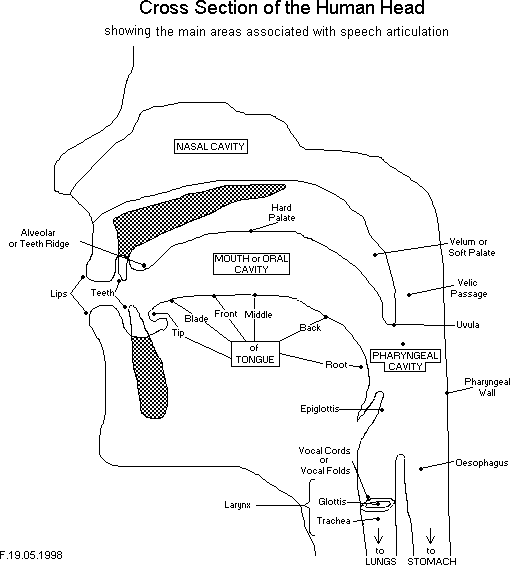 Cross Section of the Human Head
showing the main areas associated with speech articulation
NASAL CAVITY
Hard
Palate
Alveolar
or Teeth Ridge
Velum or
Soft Palate
MOUTH or ORAL
CAVITY
Lips
Teeth
Velic
Passage
Blade
Front
Middle
Back
Tip
Uvula
of
TONGUE
Root
PHARYNGEAL
CAVITY
Pharyngeal
Wall
Epiglottis
Vocal Cords
or
Vocal Folds
Oesophagus
Larynx
Glottis
Trachea
to
LUNGS
to
STOMACH
F.19.05.1998